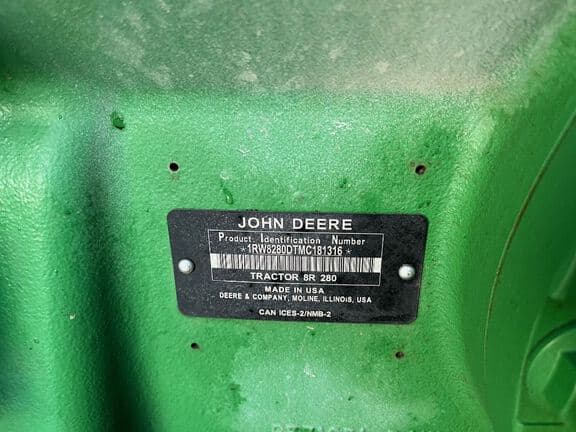 JOHN DEERE
Product Identification Number
*1RW8280DTMC181316*
TRACTOR 8R 280
MADE IN USA
DEERE & COMPANY, MOLINE, ILLINOIS, USA
CAN ICES-2/NMB-2